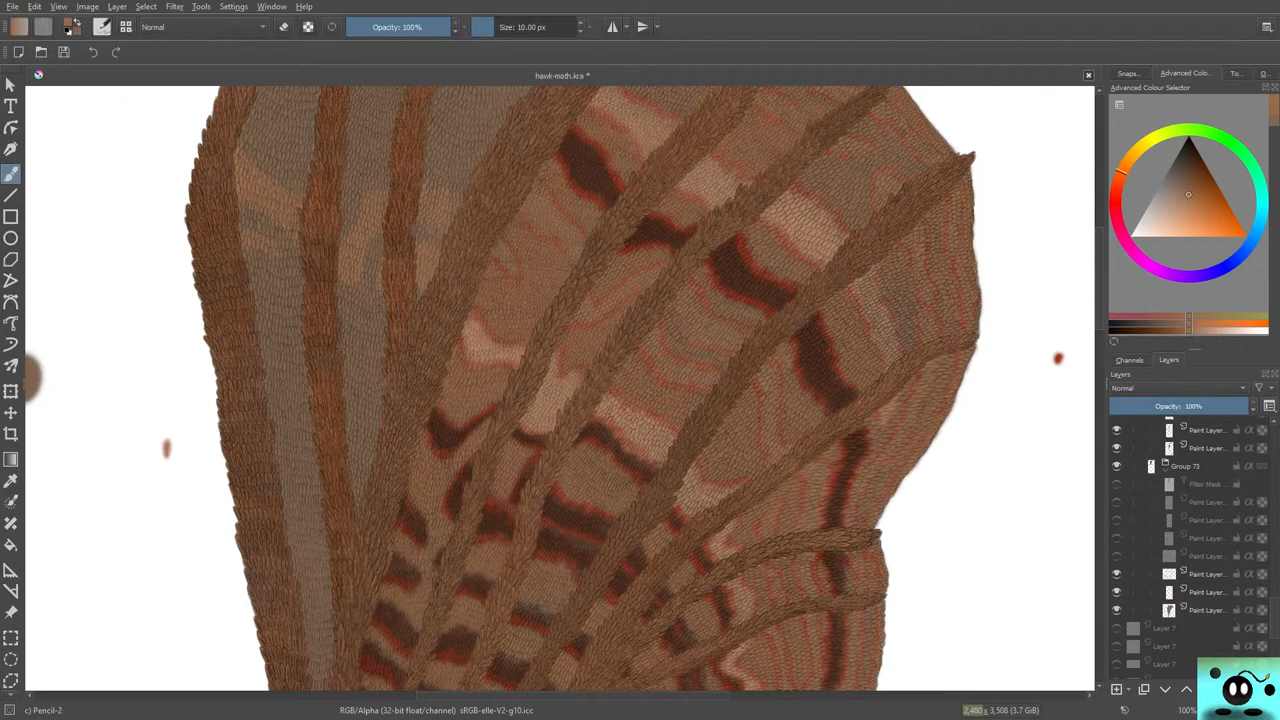 File Edit View Image Layer Select Filter Tools Settings Window Help
Normal Opacity: 100% Size: 10.00 px
hawk-moth.kra *
Snaps... Advanced Colo... To... O...
Advanced Colour Selector
Channels Layers
Layers
Normal
Opacity: 100%
Paint Layer...
Paint Layer...
Group 73
Filter Mask ...
Paint Layer...
Paint Layer...
Paint Layer...
Paint Layer...
Paint Layer...
Paint Layer...
Paint Layer...
Layer 7
Layer 7
Layer 7
c) Pencil-2 RGB/Alpha (32-bit float/channel) sRGB-elle-V2-g10.icc 2,480 x 3,508 (3.7 GiB) 100%